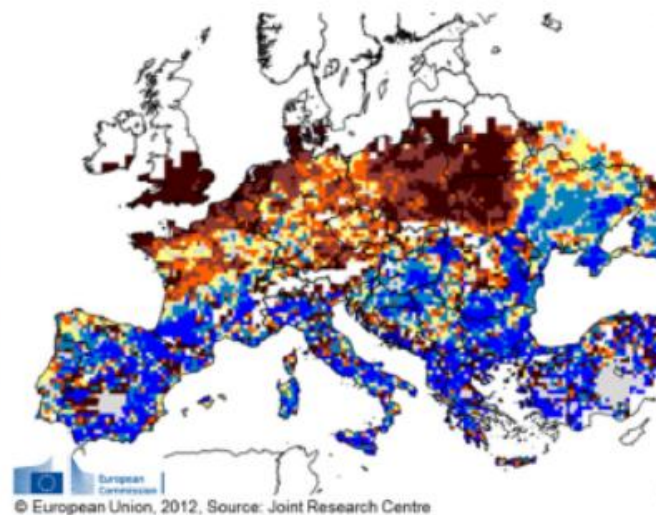 European
Commission
© European Union, 2012, Source: Joint Research Centre